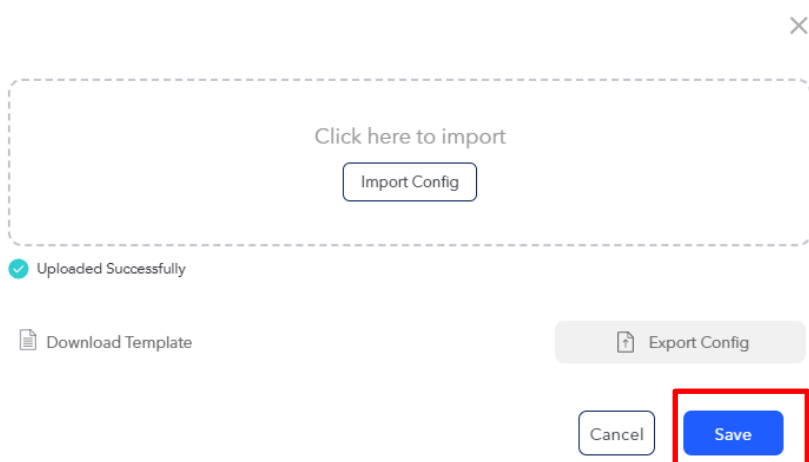 Click here to import
Import Config
Uploaded Successfully
Download Template
Export Config
Cancel
Save